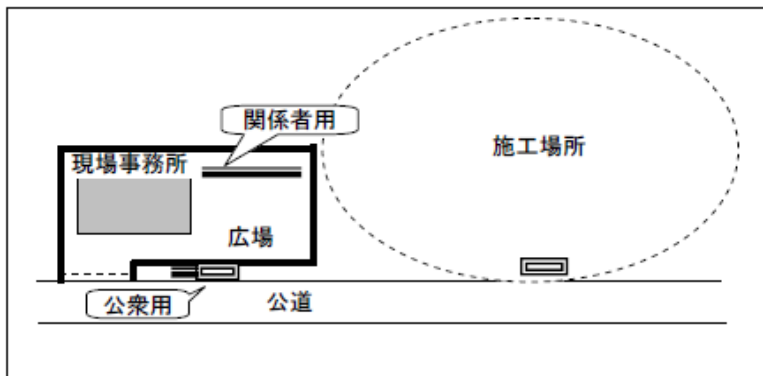 関係者用
施工場所
現場事務所
広場
公衆用
公道